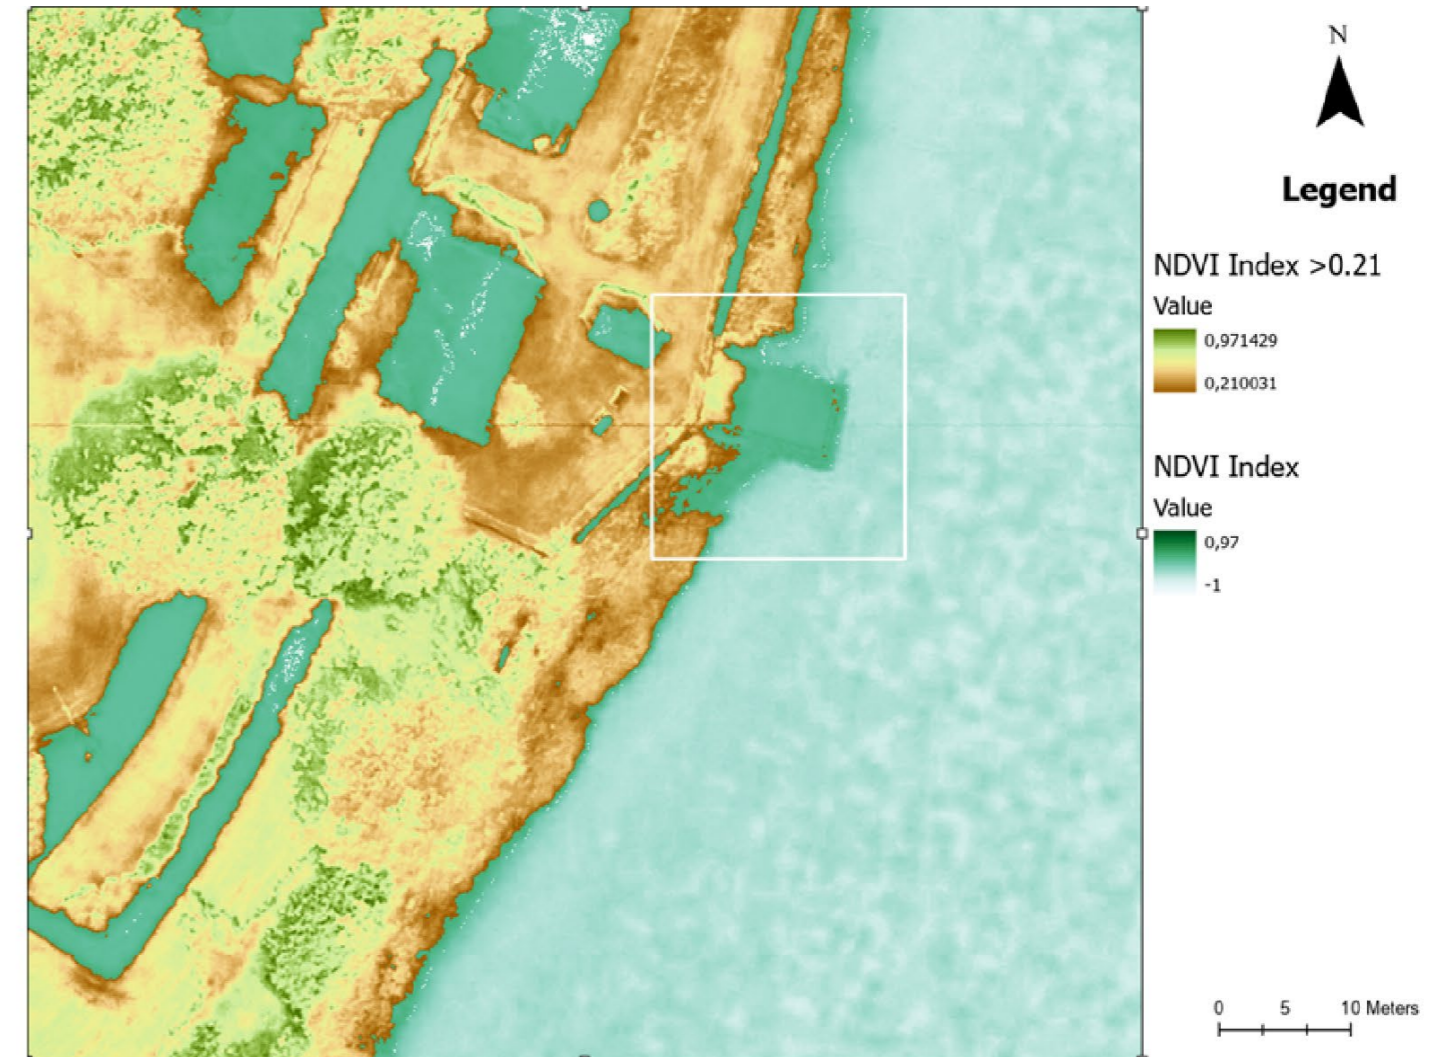 N
Legend
NDVI Index >0.21
Value
0,971429
0,210031
NDVI Index
Value
0,97
-1
0 5 10 Meters